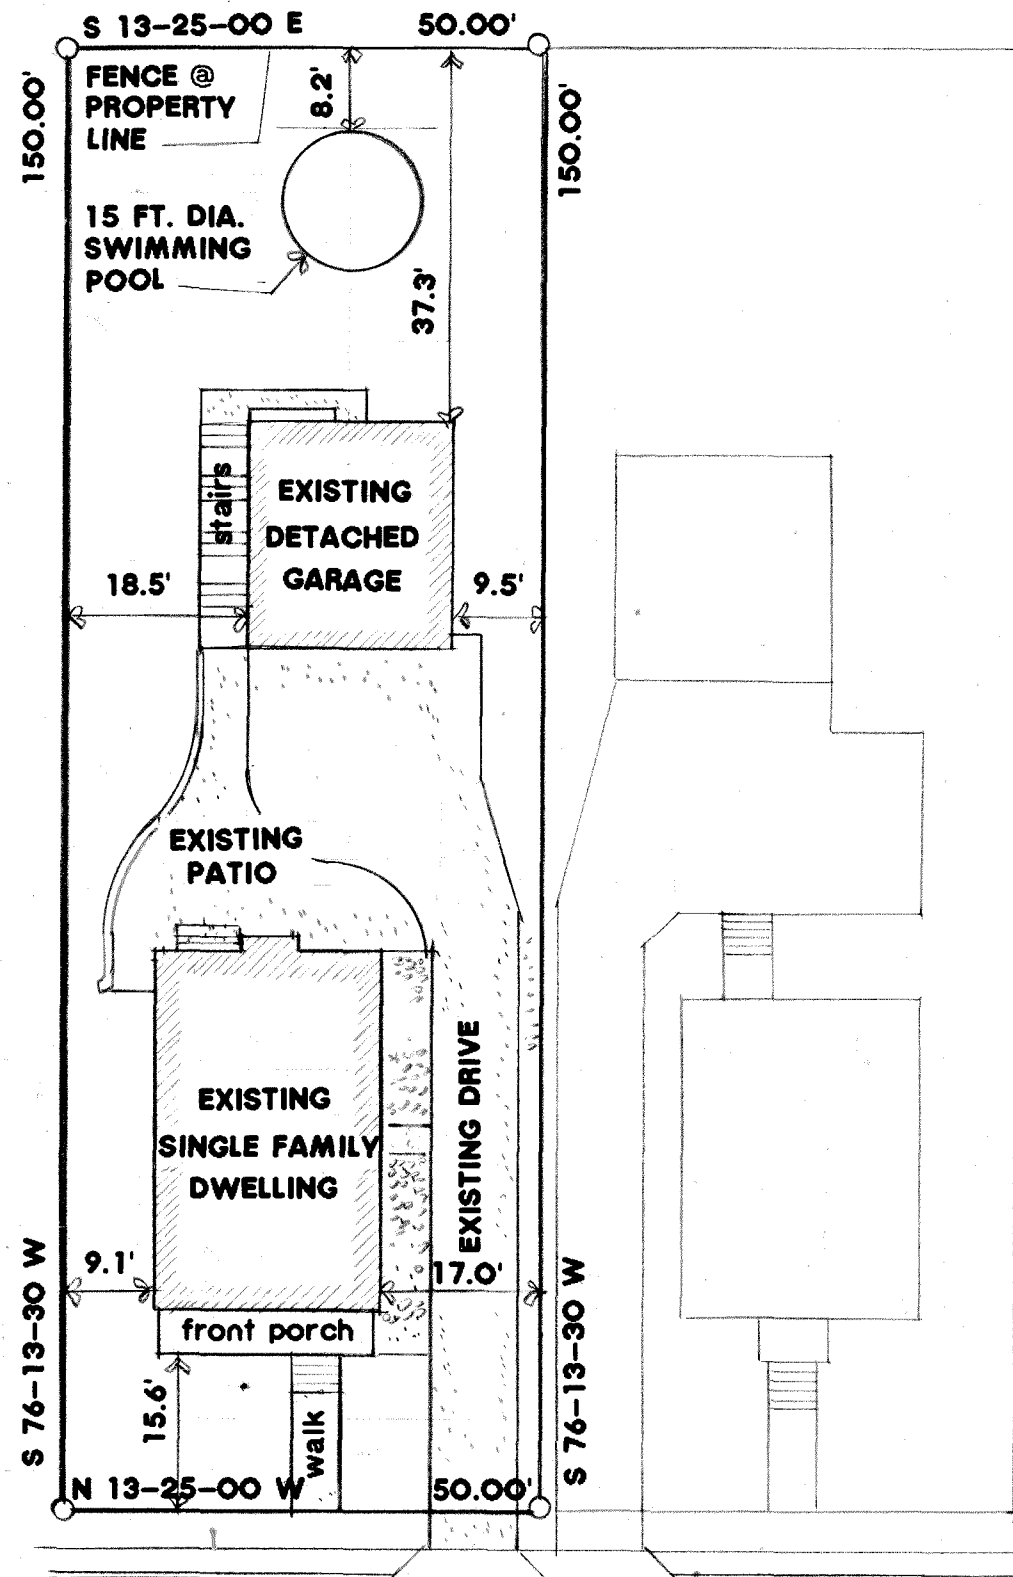 S 13-25-00 E
50.00'
150.00'
FENCE @
PROPERTY
LINE
8.2'
150.00'
15 FT. DIA.
SWIMMING
POOL
37.3'
stairs
EXISTING
DETACHED
GARAGE
18.5'
9.5'
EXISTING
PATIO
EXISTING
SINGLE FAMILY
DWELLING
EXISTING DRIVE
9.1'
17.0'
S 76-13-30 W
S 76-13-30 W
front porch
15.6'
walk
N 13-25-00 W
50.00'